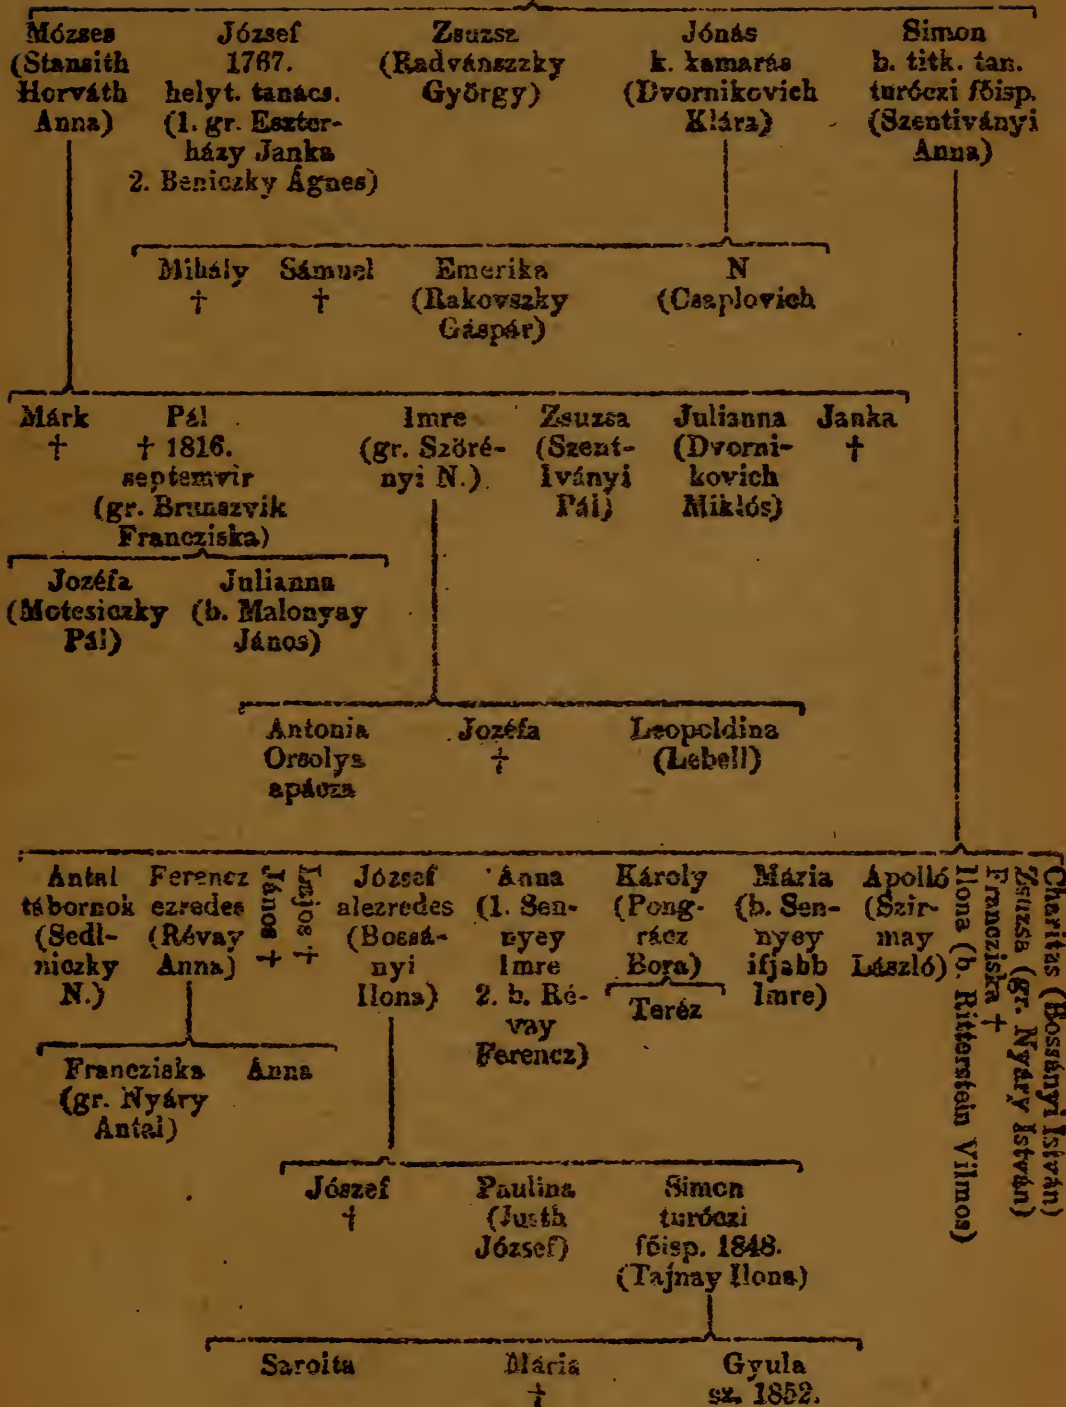 Mózses
(Stansith
Horváth
Anna)
József
1767.
helyt. tanács.
(1. gr. Eszter-
házy Janka
2. Beniczky Ágnes)
Zsuzsa
(Radvánszzky
György)
Jónás
k. kamarás
(Dvornikovich
Klára)
Simon
b. titk. tan.
turóczi főisp.
(Szentiványi
Anna)
Mihály
†
Sámuel
†
Emerika
(Rakovszky
Gáspár)
N
(Csaplovich
Márk
†
Pál
† 1816.
septemvir
(gr. Brunszvik
Francziska)
Imre
(gr. Szöré-
nyi N.)
Zsuzsa
(Szent-
iványi
Pál)
Julianna
(Dvorni-
kovich
Miklós)
Janka
†
Jozéfa
(Motesiczky
Pál)
Julianna
(b. Malonyay
János)
Antonia
Orsolya
apácza
Jozéfa
†
Leopoldina
(Lebell)
Antal
tábornok
(Sedl-
niczky
N.)
Ferencz
ezredes
(Révay
Anna)
János †
Lajos †
József
alezredes
(Bossá-
nyi
Ilona)
Anna
(1. Sen-
nyey
Imre
2. b. Ré-
vay
Ferencz)
Károly
(Pong-
rácz
Bora)
Teréz
Mária
(b. Sen-
nyey
ifjabb
Imre)
Apolló
(Szir-
may
László)
Charitas (Bossányi István)
Zsuzsa (gr. Nyáry István)
Francziska †
Ilona (b. Ritterstein Vilmos)
Francziska
(gr. Nyáry
Antal)
Anna
József
†
Paulina
(Justh
József)
Simon
turóczi
főisp. 1848.
(Tajnay Ilona)
Sarolta
Mária
†
Gyula
sz. 1852.